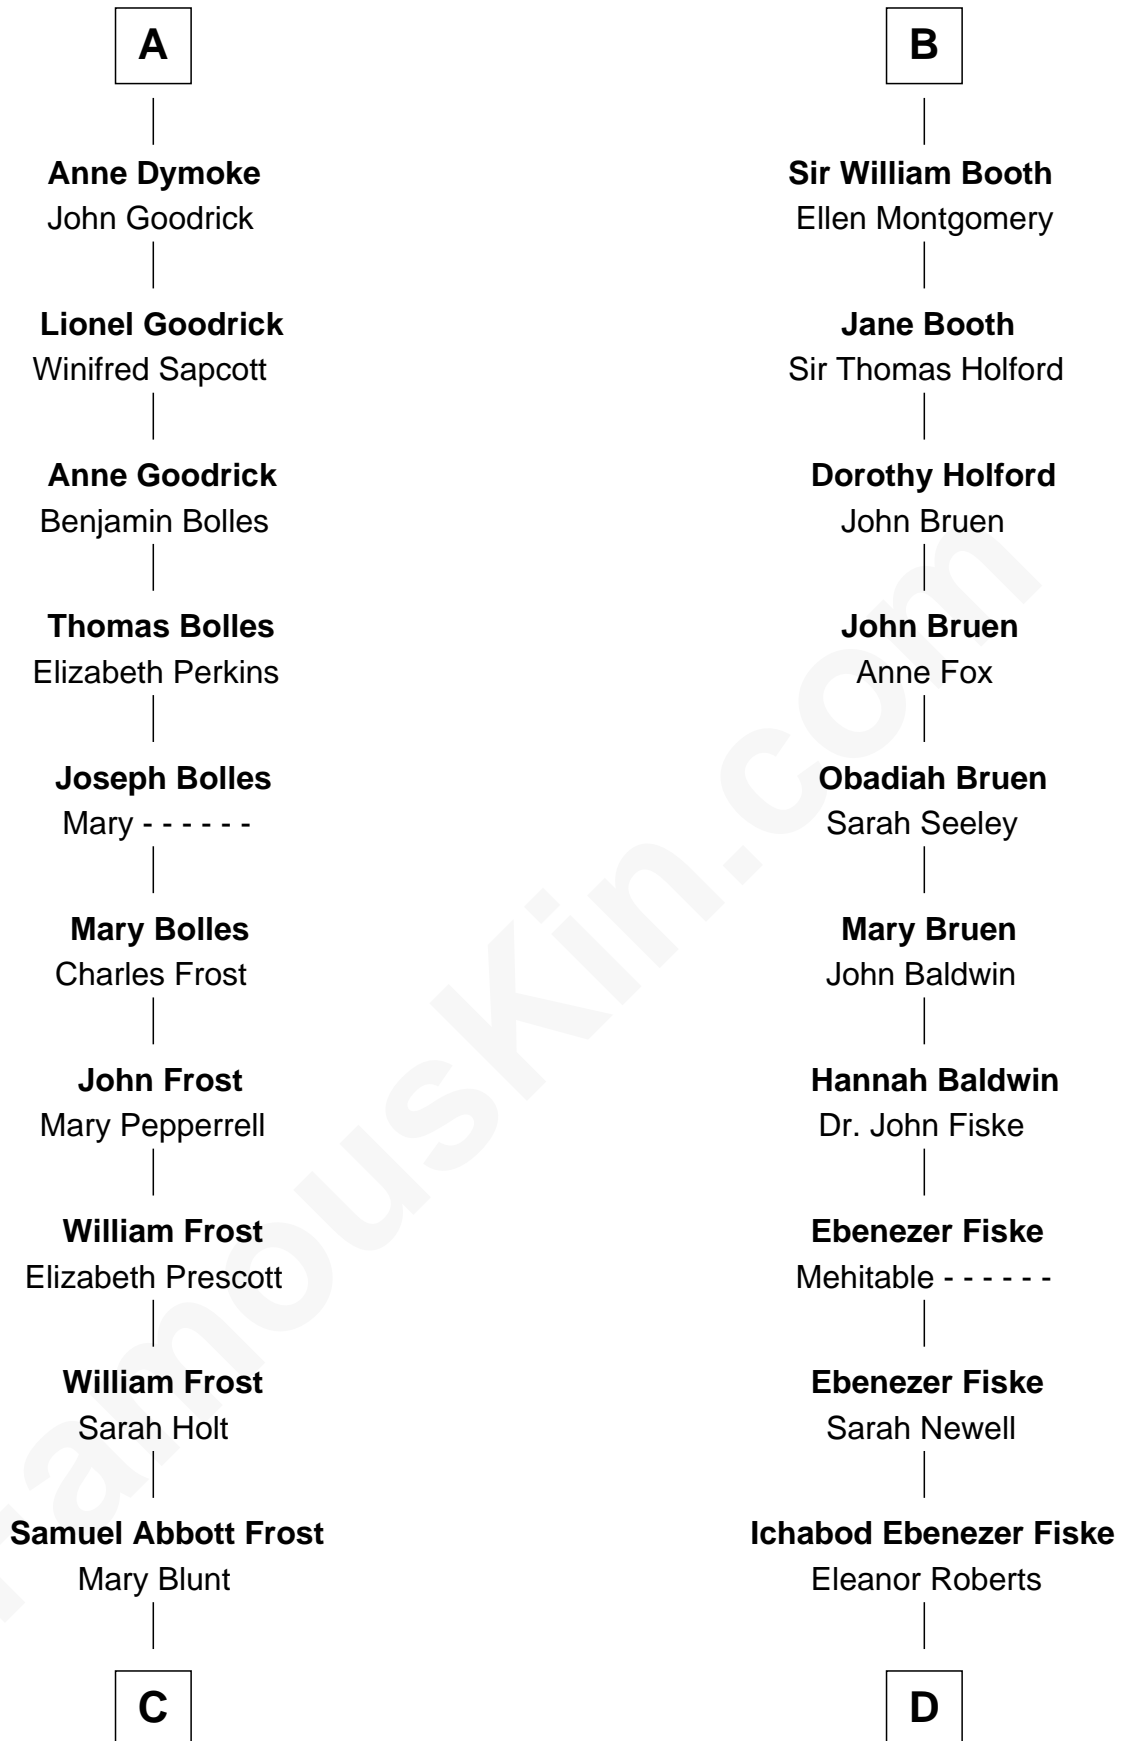 A
Anne Dymoke
John Goodrick
Lionel Goodrick
Winifred Sapcott
Anne Goodrick
Benjamin Bolles
Thomas Bolles
Elizabeth Perkins
Joseph Bolles
Mary - - - - - -
Mary Bolles
Charles Frost
John Frost
Mary Pepperrell
William Frost
Elizabeth Prescott
William Frost
Sarah Holt
Samuel Abbott Frost
Mary Blunt
C
B
Sir William Booth
Ellen Montgomery
Jane Booth
Sir Thomas Holford
Dorothy Holford
John Bruen
John Bruen
Anne Fox
Obadiah Bruen
Sarah Seeley
Mary Bruen
John Baldwin
Hannah Baldwin
Dr. John Fiske
Ebenezer Fiske
Mehitable - - - - - -
Ebenezer Fiske
Sarah Newell
Ichabod Ebenezer Fiske
Eleanor Roberts
D
FamousKin.com